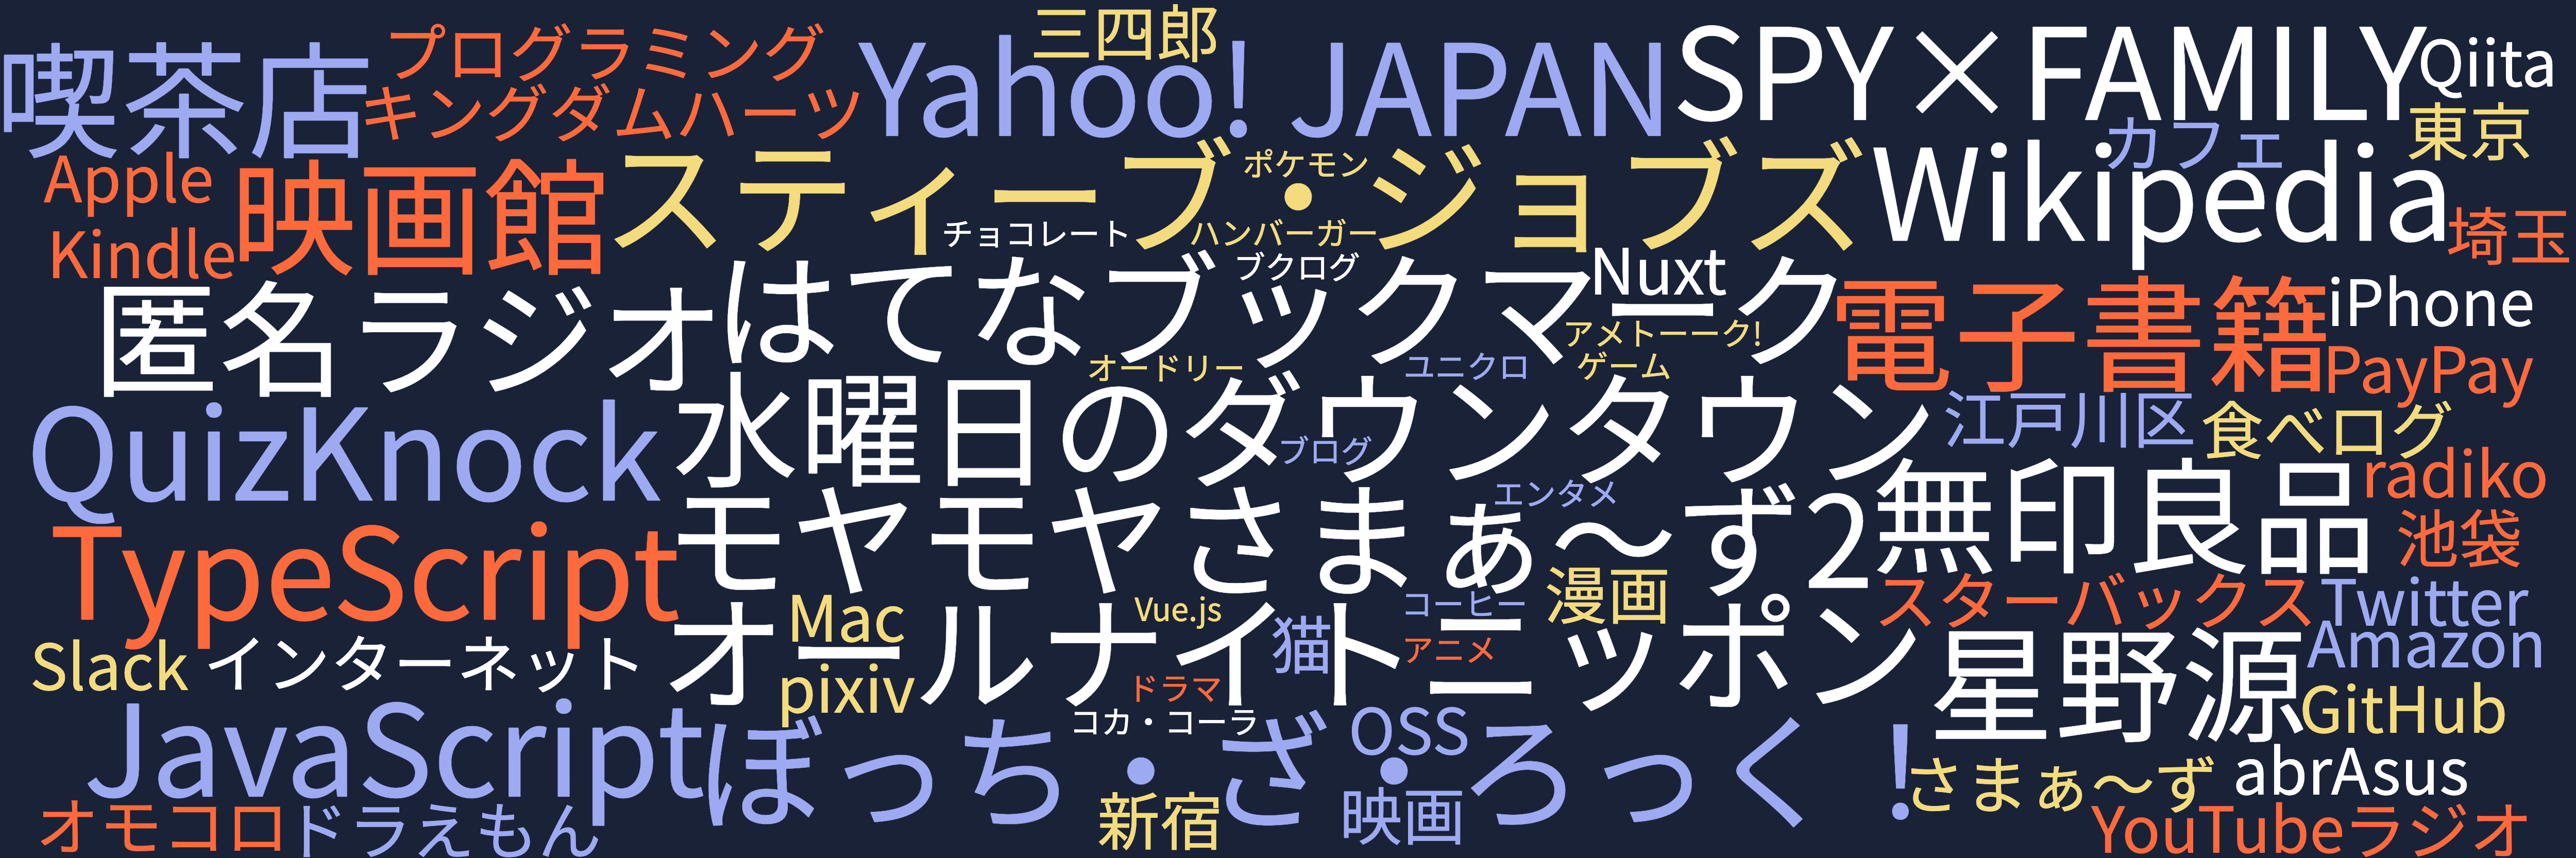 三四郎
プログラミング
喫茶店
Yahoo! JAPAN
SPY×FAMILY
Qiita
キングダムハーツ
東京
カフェ
Apple
映画館
スティーブ・ジョブズ
ポケモン
Wikipedia
チョコレート
ハンバーガー
埼玉
Kindle
ブクログ
Nuxt
匿名ラジオ
はてなブックマーク
電子書籍
iPhone
アメトーーク!
オードリー
ユニクロ
ゲーム
PayPay
QuizKnock
水曜日のダウンタウン
江戸川区
食べログ
ブログ
radiko
エンタメ
無印良品
TypeScript
モヤモヤさまぁ〜ず2
池袋
漫画
Mac
Vue.js
コーヒー
スターバックス
Twitter
Slack
インターネット
オールナイトニッポン
猫
アニメ
Amazon
pixiv
ドラマ
星野源
GitHub
JavaScript
ぼっち・ざ・ろっく！
コカ・コーラ
OSS
さまぁ〜ず
abrAsus
オモコロ
ドラえもん
新宿
映画
YouTube
ラジオ